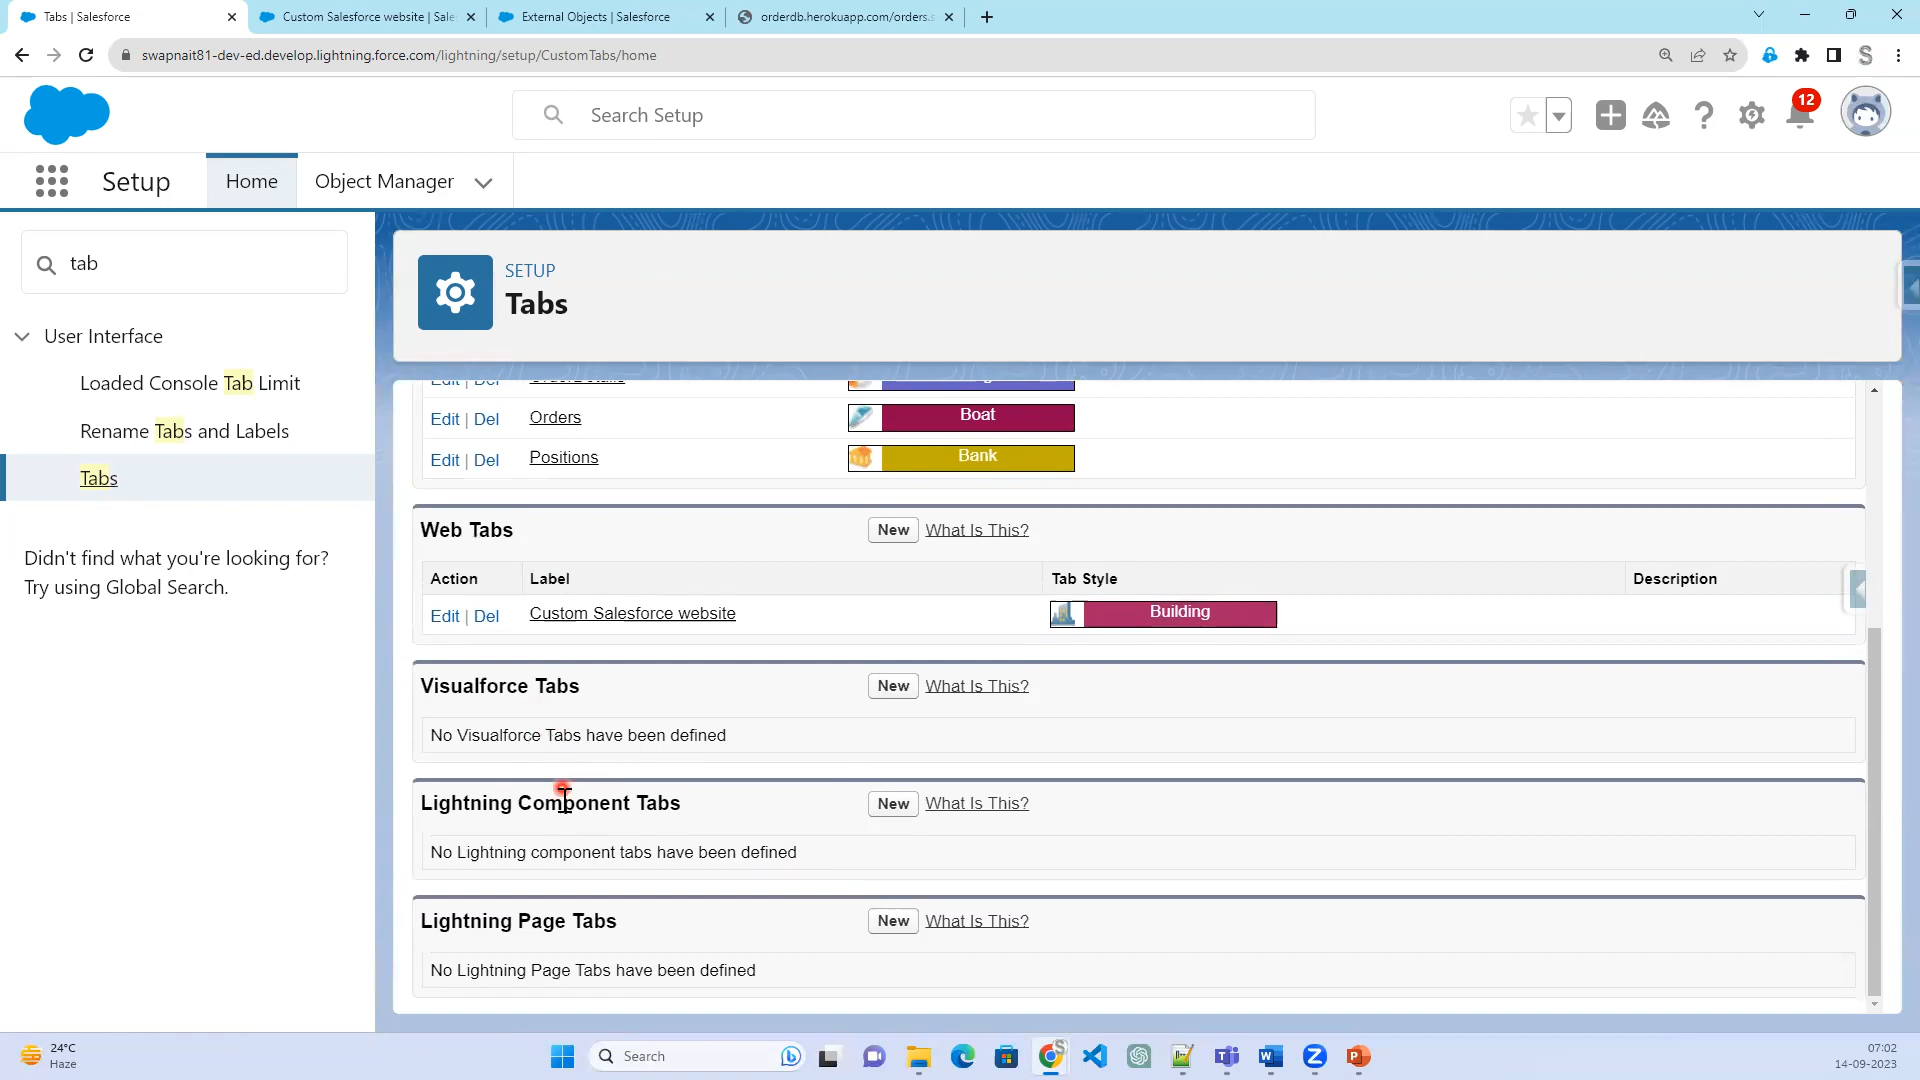 Tabs | Salesforce
Custom Salesforce website | Sale
External Objects | Salesforce
orderdb.herokuapp.com/orders.s
swapnait81-dev-ed.develop.lightning.force.com/lightning/setup/CustomTabs/home
Search Setup
12
Setup
Home
Object Manager
tab
User Interface
Loaded Console Tab Limit
Rename Tabs and Labels
Tabs
Didn't find what you're looking for?
Try using Global Search.
SETUP
Tabs
Edit | Del
Edit | Del Orders Boat
Edit | Del Positions Bank
Web Tabs New What Is This?
Action Label Tab Style Description
Edit | Del Custom Salesforce website Building
Visualforce Tabs New What Is This?
No Visualforce Tabs have been defined
Lightning Component Tabs New What Is This?
No Lightning component tabs have been defined
Lightning Page Tabs New What Is This?
No Lightning Page Tabs have been defined
24°C
Haze
Search
07:02
14-09-2023